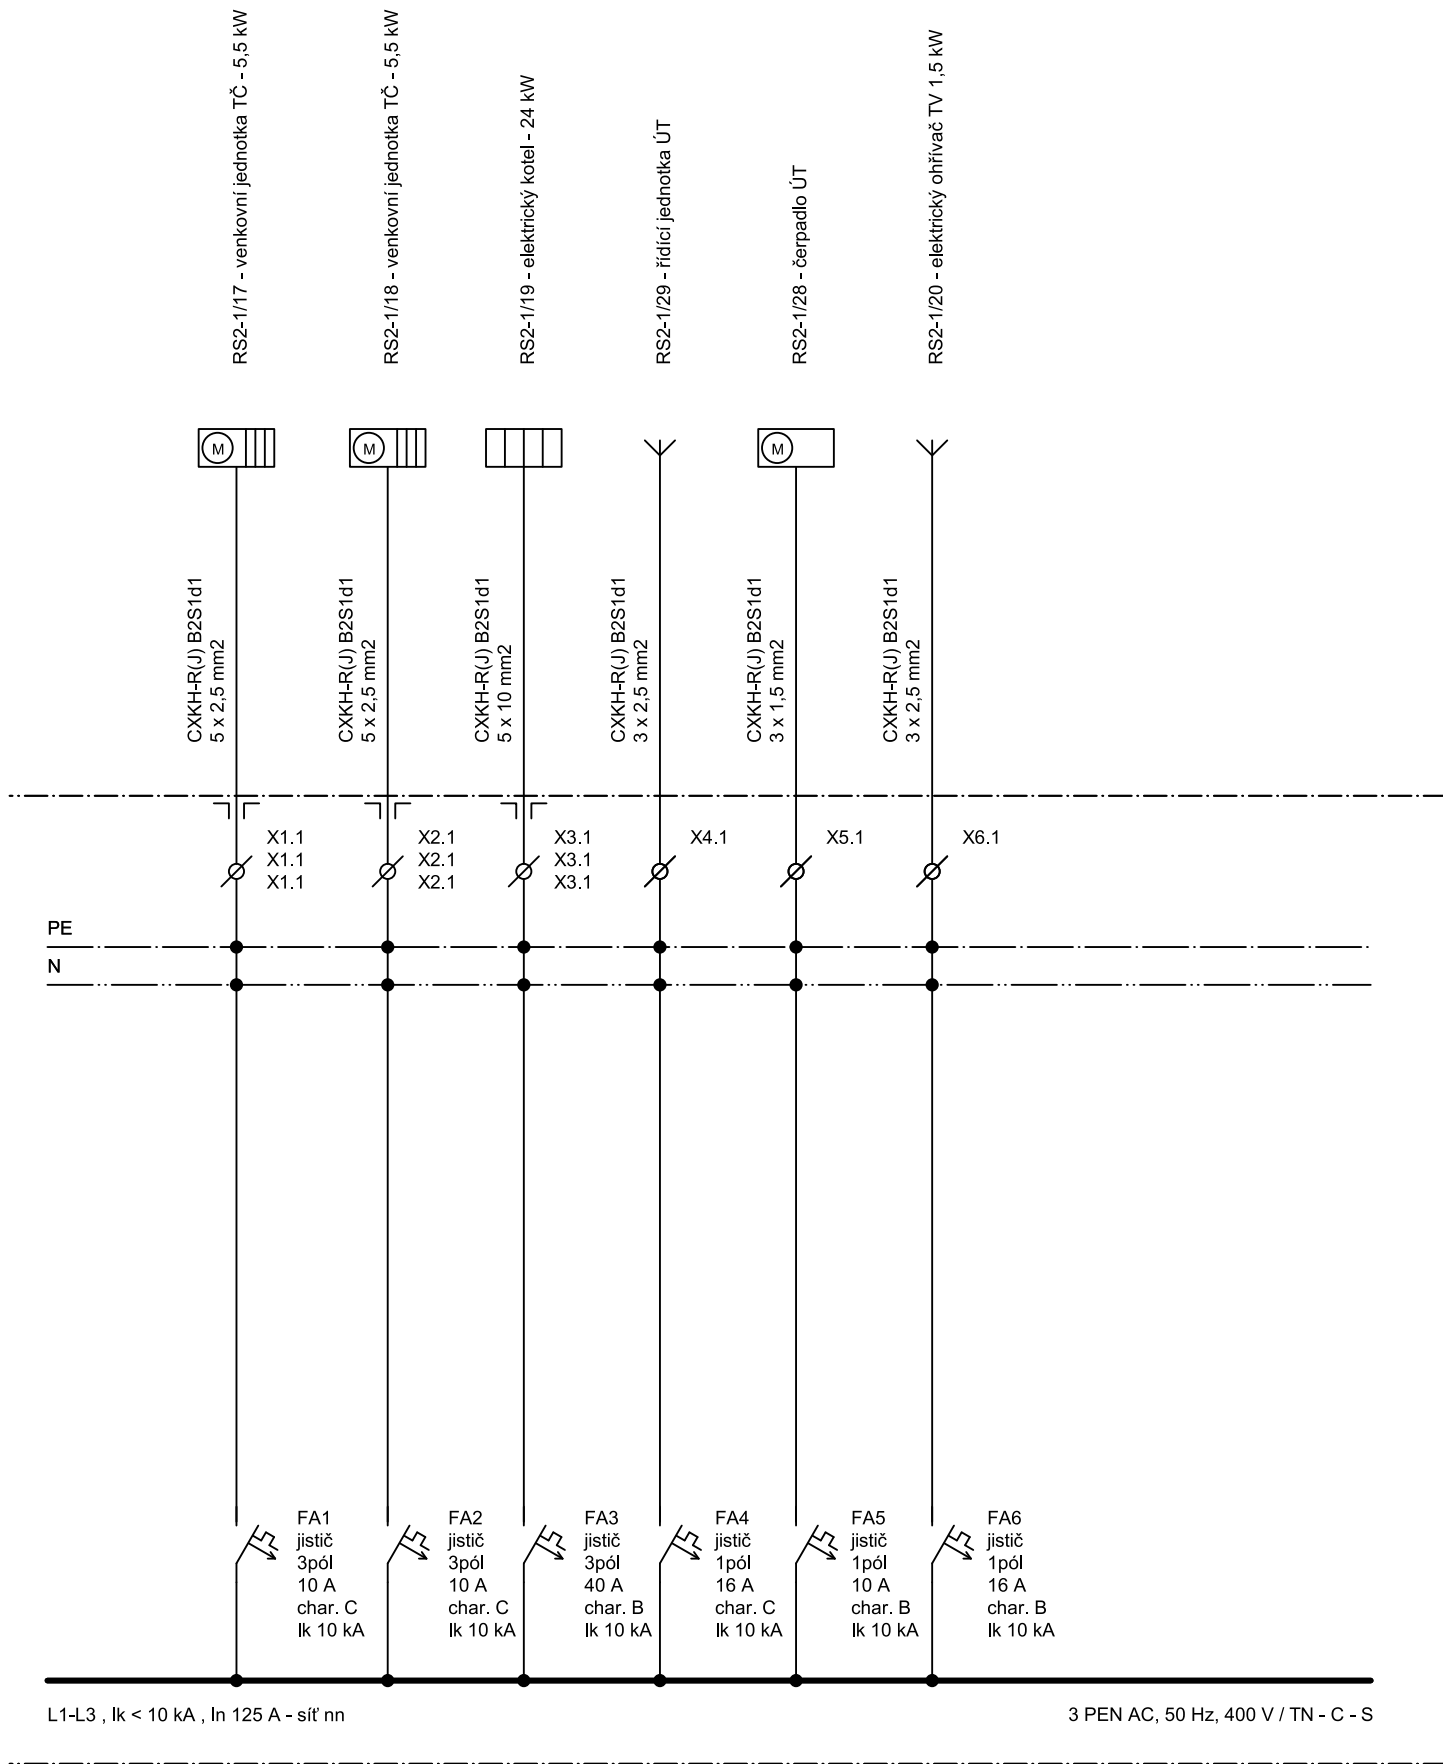 RS2-1/17 - venkovní jednotka TČ - 5,5 kW
RS2-1/18 - venkovní jednotka TČ - 5,5 kW
RS2-1/19 - elektrický kotel - 24 kW
RS2-1/29 - řídící jednotka ÚT
RS2-1/28 - čerpadlo ÚT
RS2-1/20 - elektrický ohřívač TV 1,5 kW
M
M
M
CXKH-R(J) B2S1d1
5 x 2,5 mm2
CXKH-R(J) B2S1d1
5 x 2,5 mm2
CXKH-R(J) B2S1d1
5 x 10 mm2
CXKH-R(J) B2S1d1
3 x 2,5 mm2
CXKH-R(J) B2S1d1
3 x 1,5 mm2
CXKH-R(J) B2S1d1
3 x 2,5 mm2
X1.1
X1.1
X1.1
X2.1
X2.1
X2.1
X3.1
X3.1
X3.1
X4.1
X5.1
X6.1
PE
N
FA1
jistič
3pól
10 A
char. C
Ik 10 kA
FA2
jistič
3pól
10 A
char. C
Ik 10 kA
FA3
jistič
3pól
40 A
char. B
Ik 10 kA
FA4
jistič
1pól
16 A
char. C
Ik 10 kA
FA5
jistič
1pól
10 A
char. B
Ik 10 kA
FA6
jistič
1pól
16 A
char. B
Ik 10 kA
L1-L3 , Ik < 10 kA , In 125 A - síť nn
3 PEN AC, 50 Hz, 400 V / TN - C - S